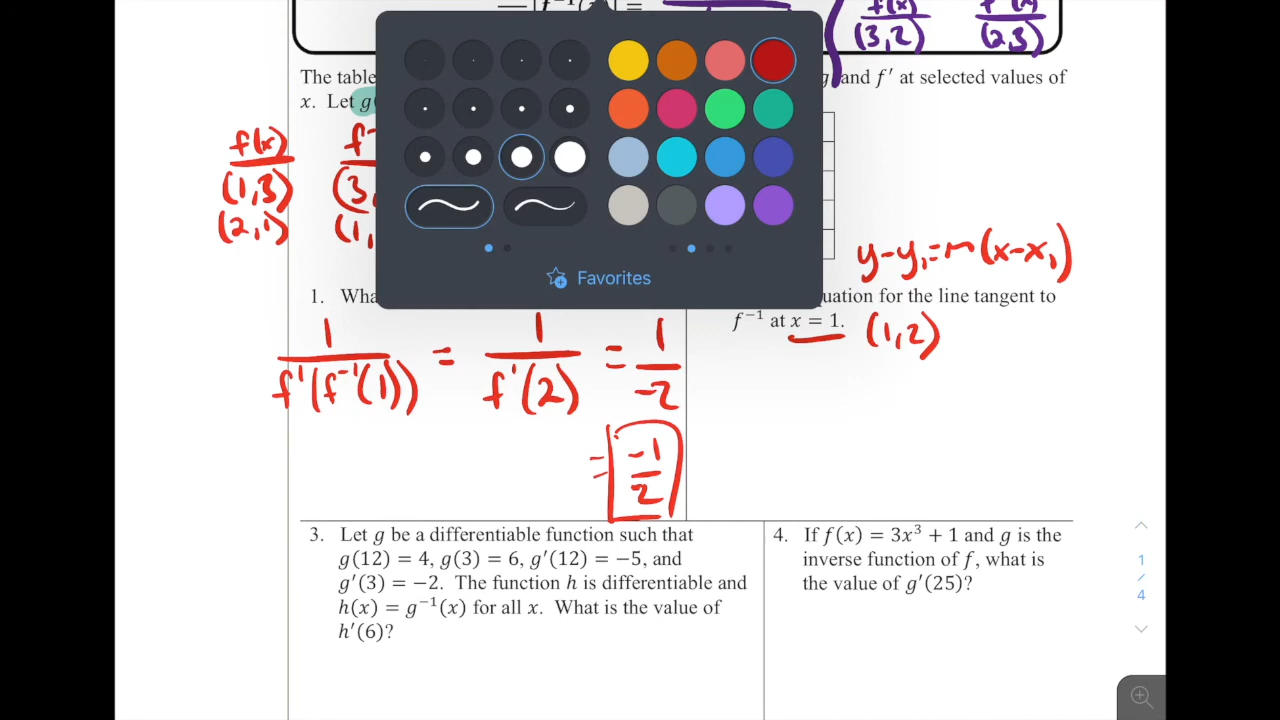 [f⁻¹(
] =
f(x)
(3,2)
(2,3)
The table
g, and f′ at selected values of
x. Let g(
f(x)
f⁻
(1,3)
(3,
(2,1)
(1,
Favorites
y-y₁=m(x-x₁)
1. Wha
uation for the line tangent to
f⁻¹ at x = 1. (1,2)
1/f'(f⁻¹(1)) = 1/f'(2) = 1/-2
= -1/2
3. Let g be a differentiable function such that
g(12) = 4, g(3) = 6, g′(12) = −5, and
g′(3) = −2. The function h is differentiable and
h(x) = g⁻¹(x) for all x. What is the value of
h′(6)?
4. If f(x) = 3x³ + 1 and g is the
inverse function of f, what is
the value of g′(25)?
1
/
4